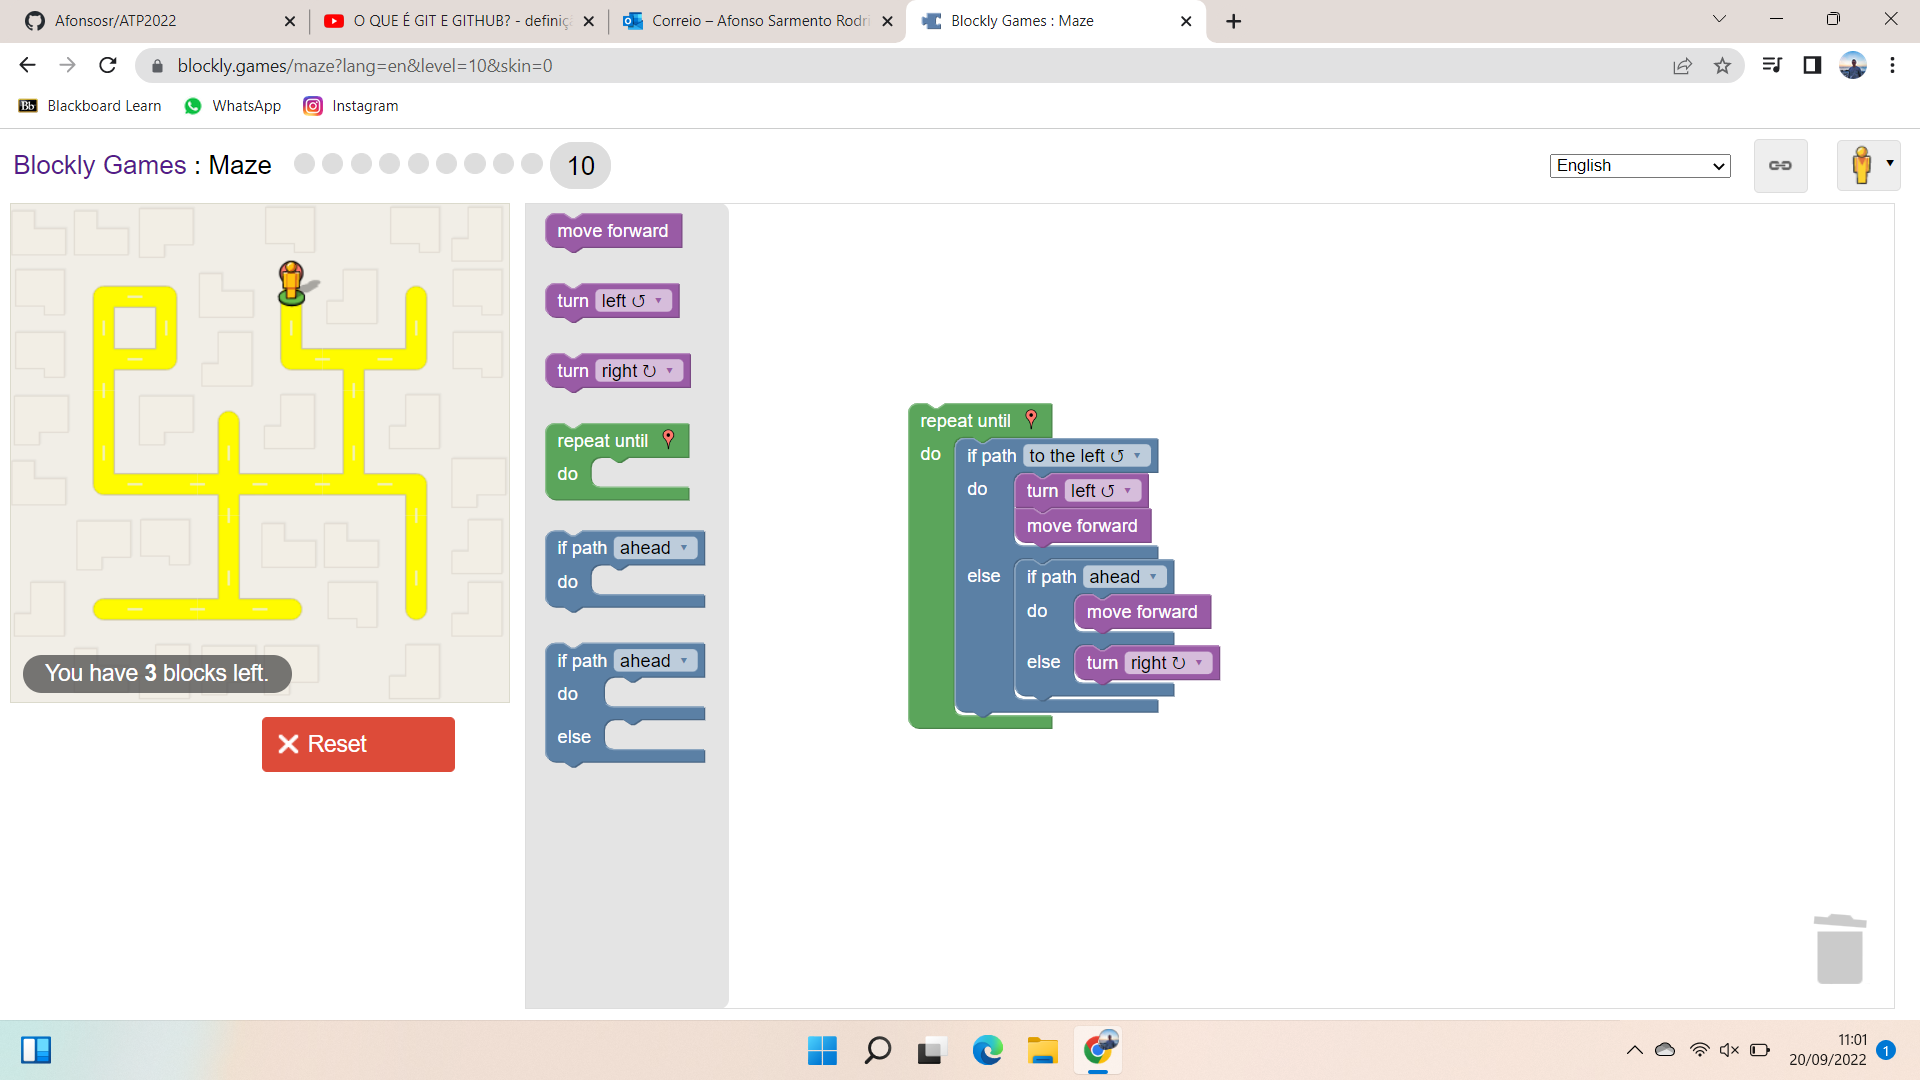 Afonsosr/ATP2022
O QUE É GIT E GITHUB? - definiç
Correio – Afonso Sarmento Rodri
Blockly Games : Maze
blockly.games/maze?lang=en&level=10&skin=0
Bb Blackboard Learn
WhatsApp
Instagram
Blockly Games : Maze
10
English
move forward
turn left ↺
turn right ↻
repeat until
do
if path ahead
do
if path ahead
do
else
repeat until
do
if path to the left ↺
do
turn left ↺
move forward
else
if path ahead
do
move forward
else
turn right ↻
You have 3 blocks left.
Reset
11:01
20/09/2022
1